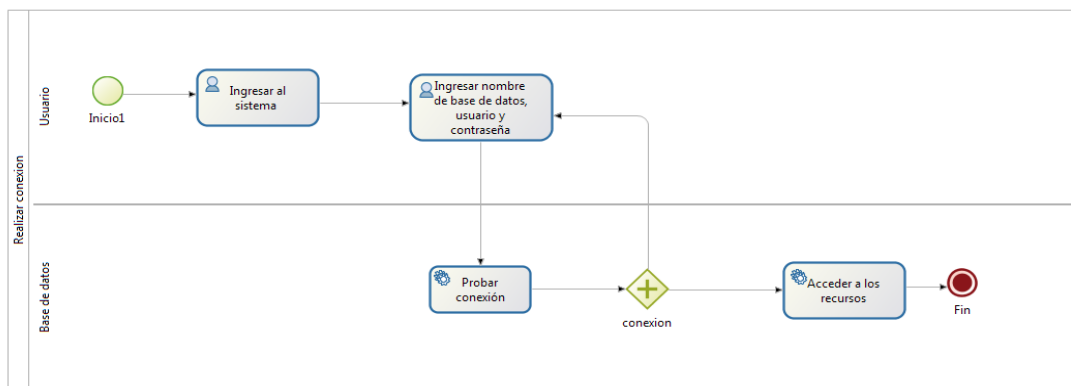 Realizar conexion
Usuario
Inicio1
Ingresar al
sistema
Ingresar nombre
de base de datos,
usuario y
contraseña
Base de datos
Probar
conexión
conexion
Acceder a los
recursos
Fin